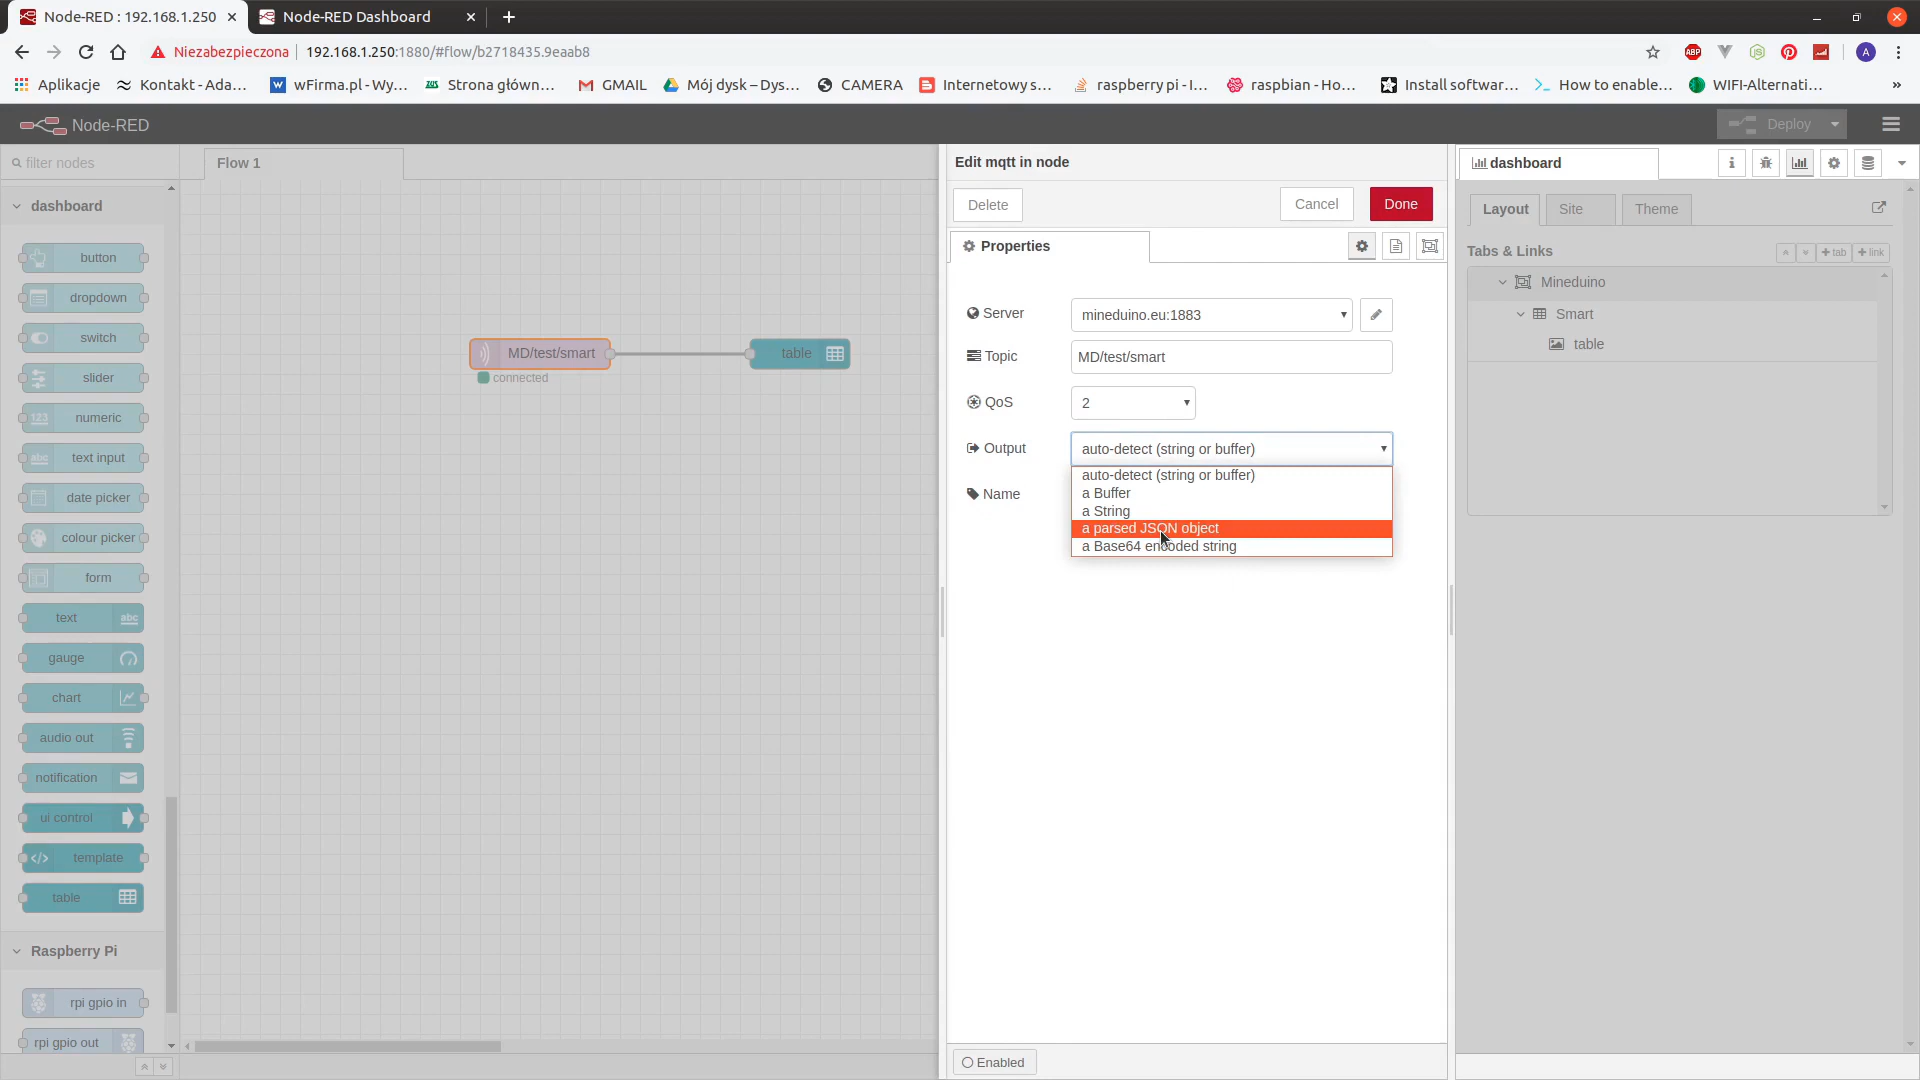 Node-RED : 192.168.1.250
Node-RED Dashboard
Niezabezpieczona
192.168.1.250:1880/#flow/b2718435.9eaab8
ABP
A
Aplikacje
Kontakt - Ada...
W
wFirma.pl - Wy...
Strona główn...
GMAIL
Mój dysk – Dys...
CAMERA
Internetowy s...
raspberry pi - I...
raspbian - Ho...
Install softwar...
How to enable...
WIFI-Alternati...
»
Node-RED
Deploy
filter nodes
Flow 1
dashboard
button
dropdown
switch
slider
123
numeric
abc
text input
date picker
colour picker
form
text
abc
gauge
chart
audio out
notification
ui control
template
table
Raspberry Pi
rpi gpio in
rpi gpio out
MD/test/smart
connected
table
Edit mqtt in node
Delete
Cancel
Done
Properties
Server
mineduino.eu:1883
Topic
MD/test/smart
QoS
2
Output
auto-detect (string or buffer)
Name
auto-detect (string or buffer)
a Buffer
a String
a parsed JSON object
a Base64 encoded string
Enabled
dashboard
i
Layout
Site
Theme
Tabs & Links
+ tab
+ link
Mineduino
Smart
table